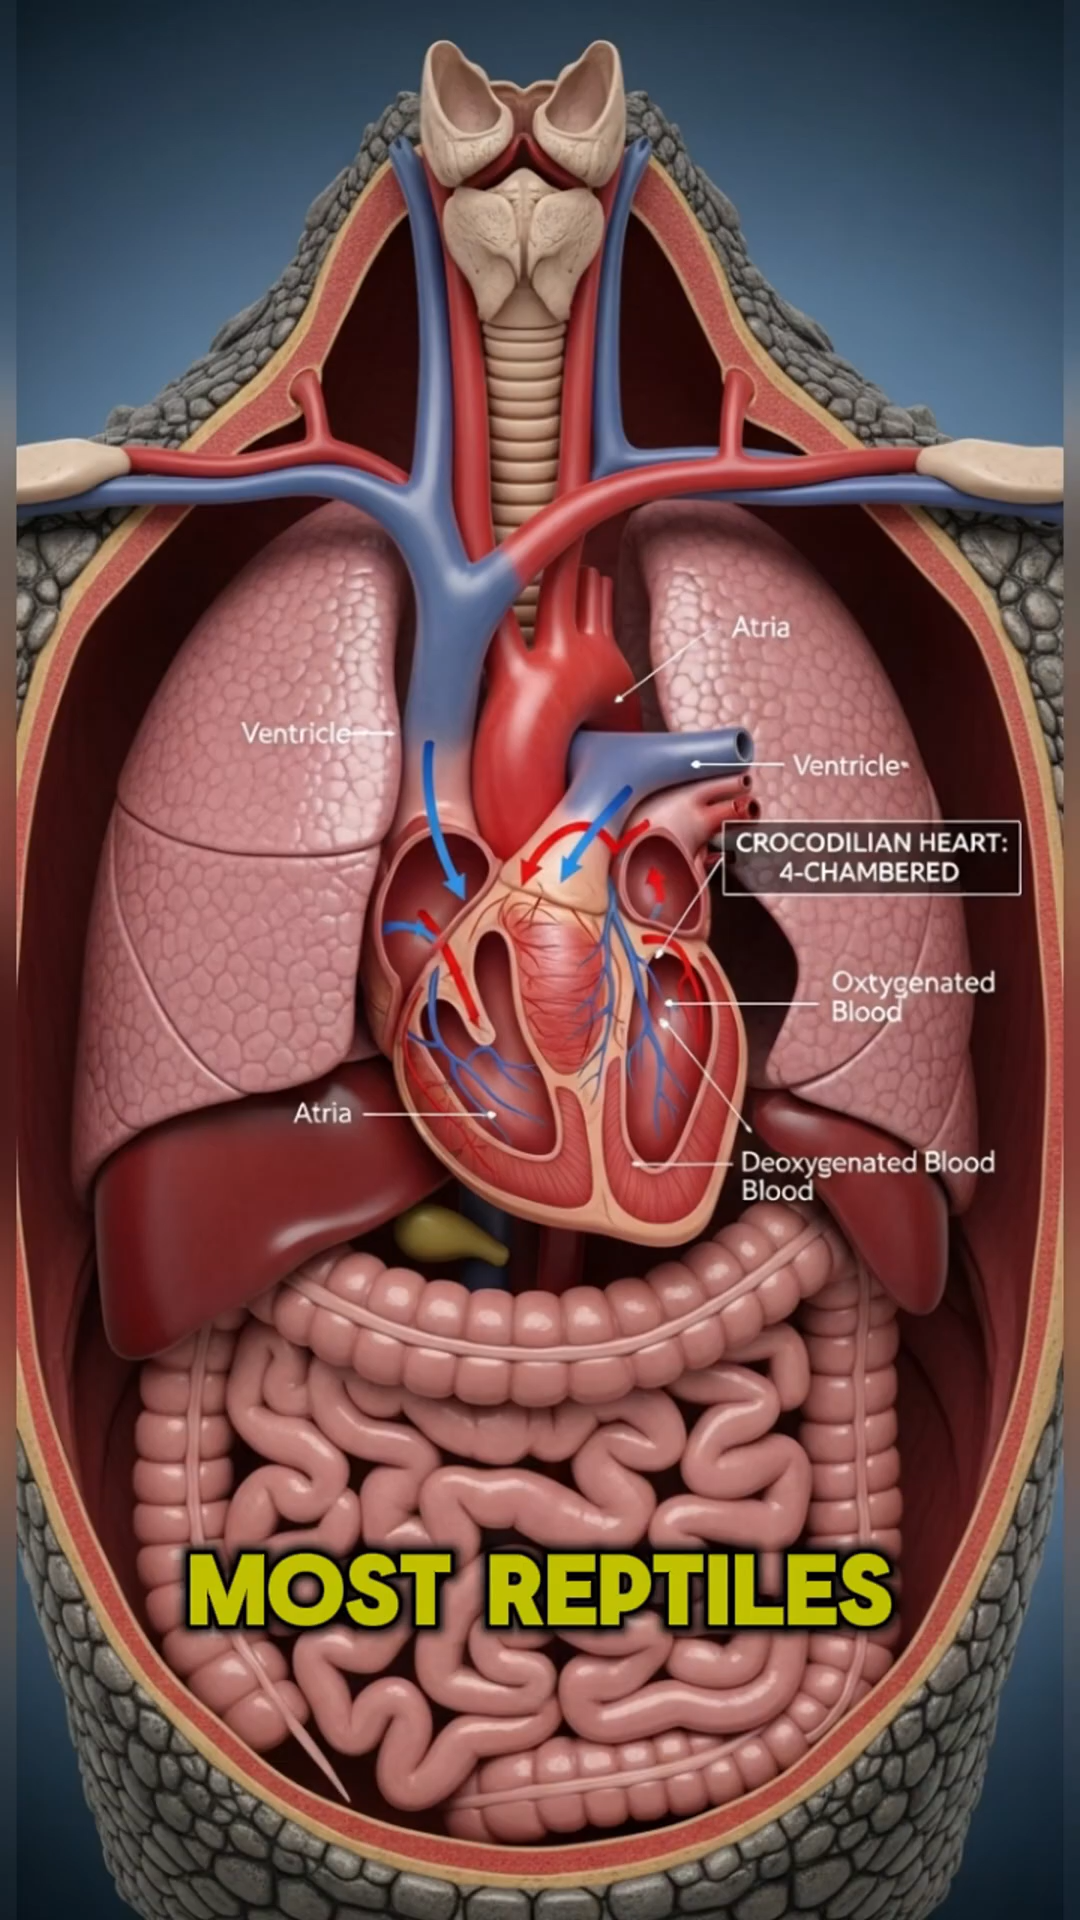 Atria
Ventricle
Ventricle
CROCODILIAN HEART:
4-CHAMBERED
Oxtygenated
Blood
Atria
Deoxygenated Blood
Blood
MOST REPTILES